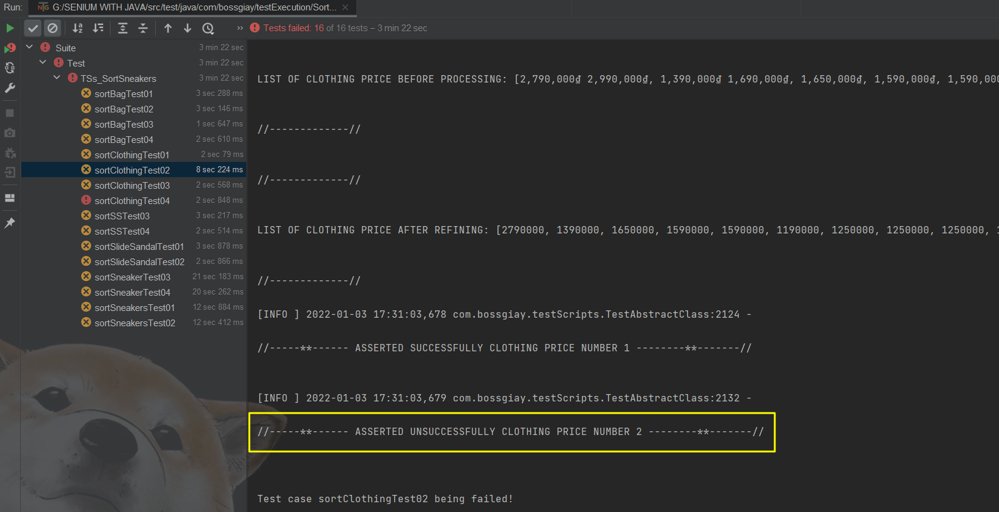 Run: G:/SENIUM WITH JAVA/src/test/java/com/bossgiay/testExecution/Sort...
Tests failed: 16 of 16 tests – 3 min 22 sec
Suite 3 min 22 sec
Test 3 min 22 sec
TSs_SortSneakers 3 min 22 sec
sortBagTest01 3 sec 288 ms
sortBagTest02 3 sec 146 ms
sortBagTest03 1 sec 647 ms
sortBagTest04 2 sec 610 ms
sortClothingTest01 2 sec 79 ms
sortClothingTest02 8 sec 224 ms
sortClothingTest03 2 sec 568 ms
sortClothingTest04 2 sec 848 ms
sortSSTest03 3 sec 217 ms
sortSSTest04 2 sec 514 ms
sortSlideSandalTest01 3 sec 878 ms
sortSlideSandalTest02 2 sec 866 ms
sortSneakerTest03 21 sec 183 ms
sortSneakerTest04 20 sec 262 ms
sortSneakersTest01 12 sec 884 ms
sortSneakersTest02 12 sec 412 ms
LIST OF CLOTHING PRICE BEFORE PROCESSING: [2,790,000₫ 2,990,000₫, 1,390,000₫ 1,690,000₫, 1,650,000₫, 1,590,000₫, 1,590,000
//-------------//
//-------------//
LIST OF CLOTHING PRICE AFTER REFINING: [2790000, 1390000, 1650000, 1590000, 1590000, 1190000, 1250000, 1250000, 1250000, 1
//-------------//
[INFO ] 2022-01-03 17:31:03,678 com.bossgiay.testScripts.TestAbstractClass:2124 -
//-----**------ ASSERTED SUCCESSFULLY CLOTHING PRICE NUMBER 1 --------**-------//
[INFO ] 2022-01-03 17:31:03,679 com.bossgiay.testScripts.TestAbstractClass:2132 -
//-----**------ ASSERTED UNSUCCESSFULLY CLOTHING PRICE NUMBER 2 --------**-------//
Test case sortClothingTest02 being failed!